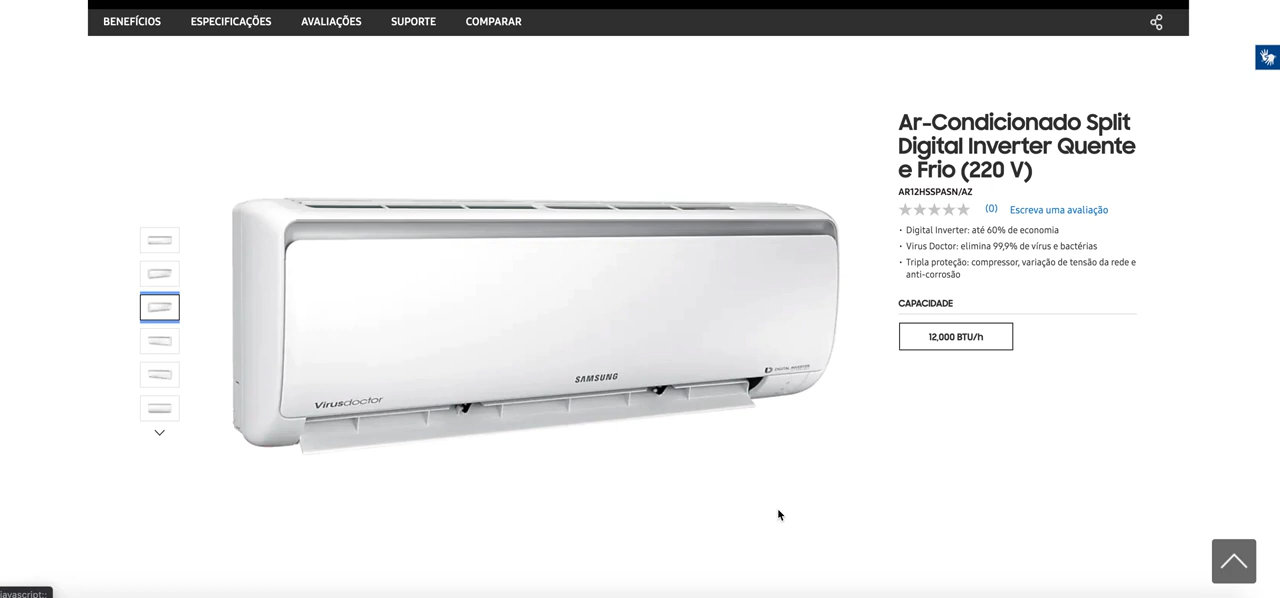 BENEFÍCIOS ESPECIFICAÇÕES AVALIAÇÕES SUPORTE COMPARAR
Ar-Condicionado Split
Digital Inverter Quente
e Frio (220 V)
AR12HSSPASN/AZ
(0) Escreva uma avaliação
· Digital Inverter: até 60% de economia
· Virus Doctor: elimina 99,9% de vírus e bactérias
· Tripla proteção: compressor, variação de tensão da rede e
anti-corrosão
CAPACIDADE
12,000 BTU/h
DIGITAL INVERTER
SAMSUNG
Virusdoctor
javascript:;